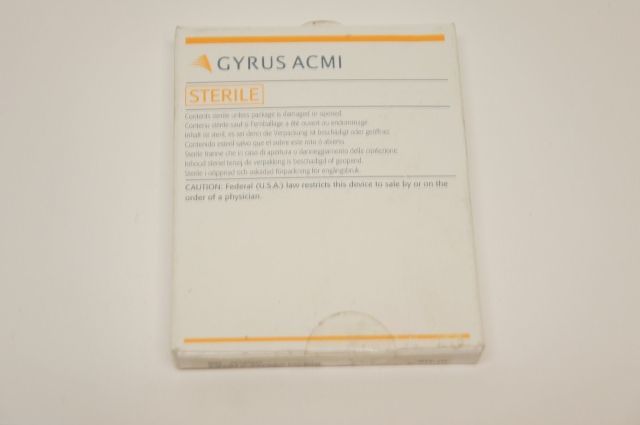 GYRUS ACMI
STERILE
Contents sterile unless package is damaged or opened.
Contenu stérile sauf si l'emballage a été ouvert ou endommagé.
Inhalt ist steril, es sei denn die Verpackung ist beschädigt oder geöffnet.
Contenido estéril salvo que el sobre esté roto o abierto.
Sterile tranne che in caso di apertura o danneggiamento della confezione.
Inhoud steriel tenzij de verpakking is beschadigd of geopend.
Sterile i oöppnad och oskadad förpackning för engångsbruk.
CAUTION: Federal (U.S.A.) law restricts this device to sale by or on the
order of a physician.